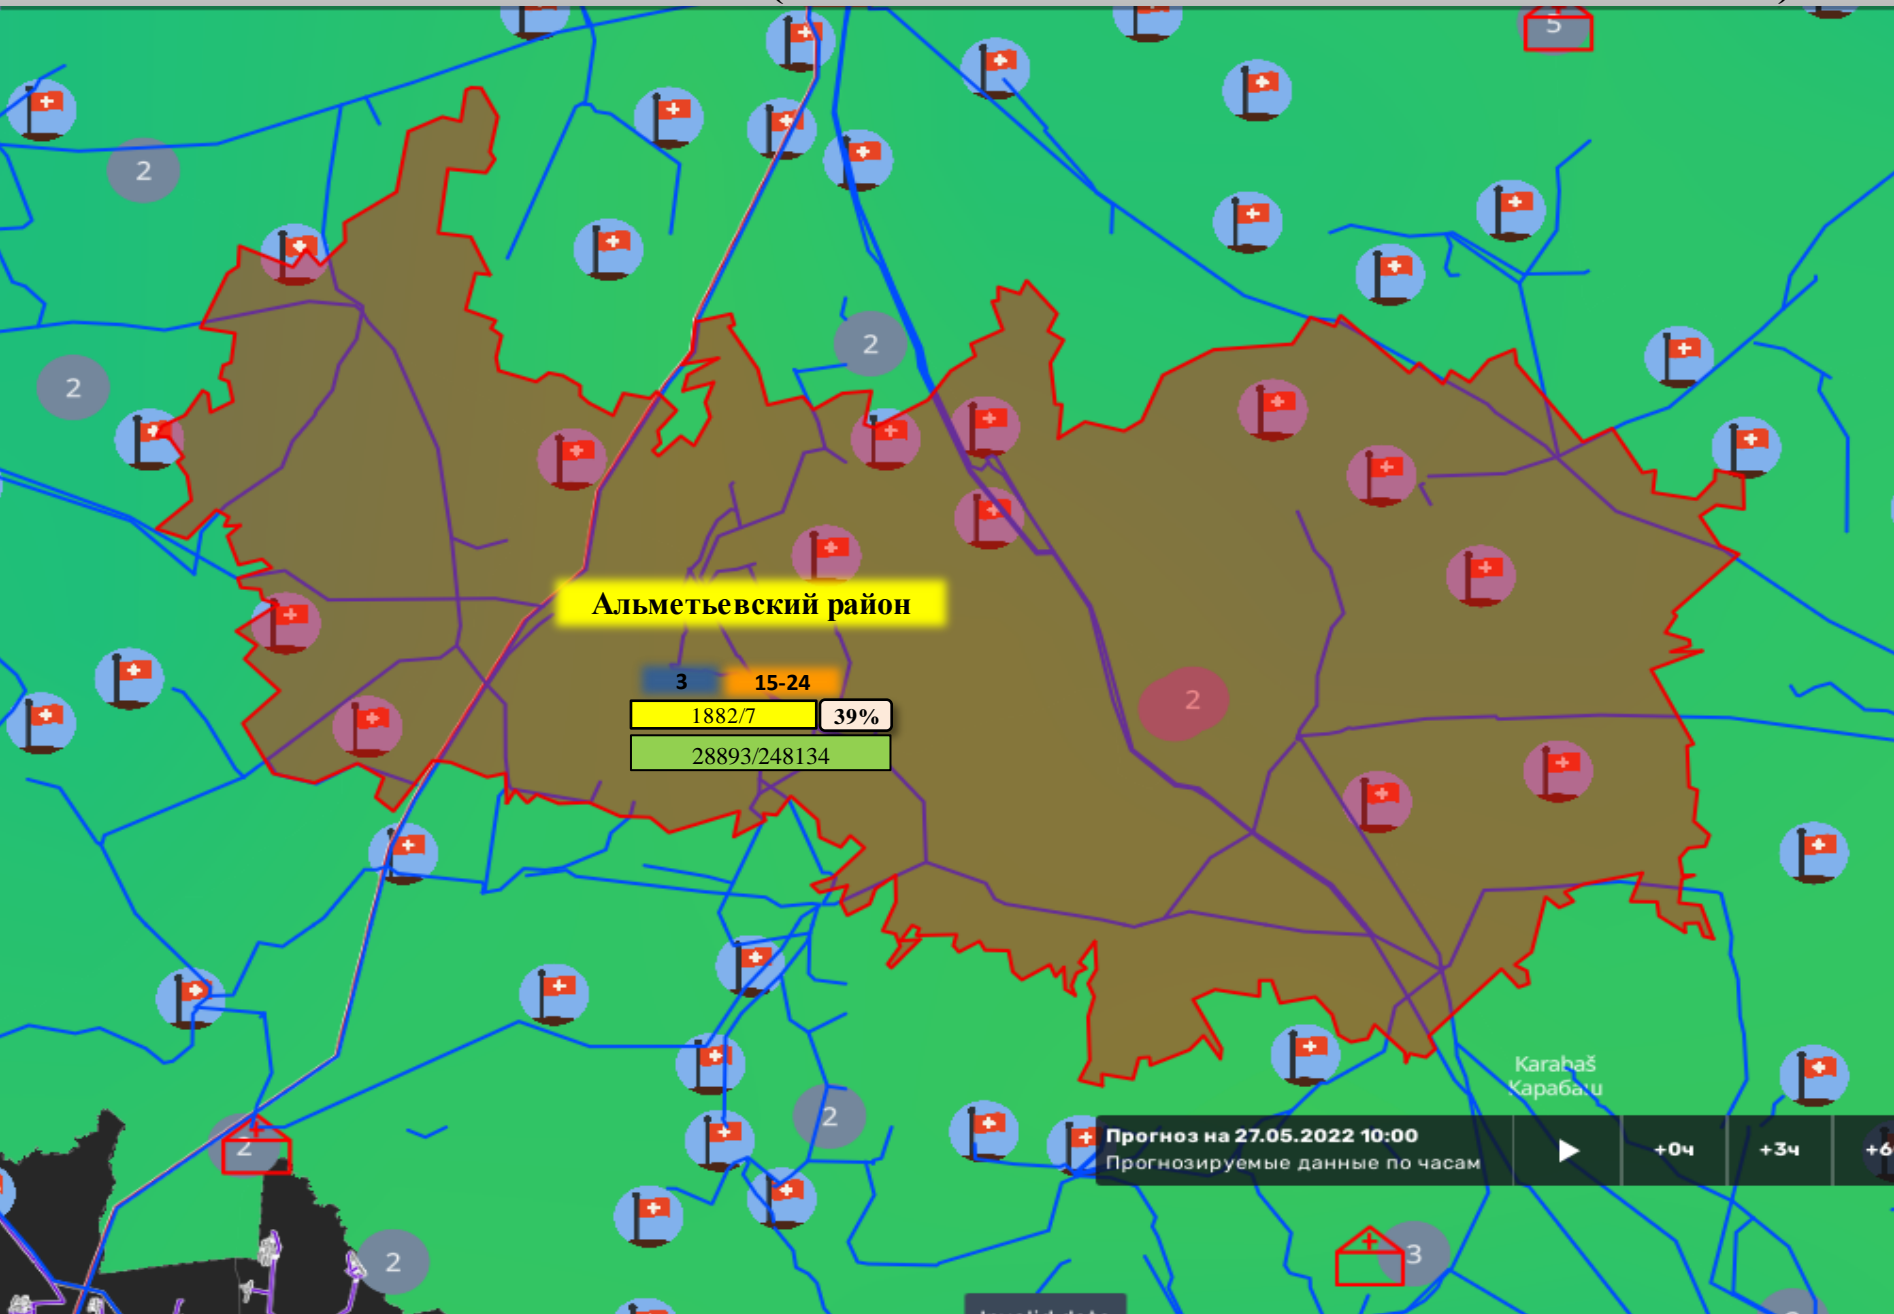 5
2
2
2
Альметьевский район
3 15-24
2
1882/7 39%
28893/248134
Karabaš
Карабаш
2
Прогноз на 27.05.2022 10:00
Прогнозируемые данные по часам
+0ч +3ч
2
2
3